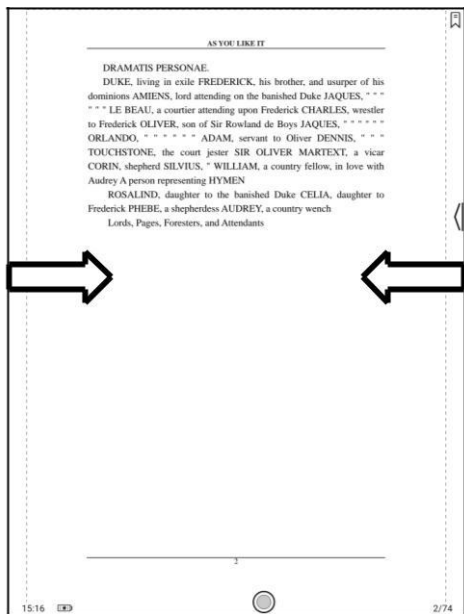 AS YOU LIKE IT
DRAMATIS PERSONAE.
DUKE, living in exile FREDERICK, his brother, and usurper of his
dominions AMIENS, lord attending on the banished Duke JAQUES, " " "
" " " LE BEAU, a courtier attending upon Frederick CHARLES, wrestler
to Frederick OLIVER, son of Sir Rowland de Boys JAQUES, " " " " " "
ORLANDO, " " " " " " ADAM, servant to Oliver DENNIS, " " "
TOUCHSTONE, the court jester SIR OLIVER MARTEXT, a vicar
CORIN, shepherd SILVIUS, " WILLIAM, a country fellow, in love with
Audrey A person representing HYMEN
ROSALIND, daughter to the banished Duke CELIA, daughter to
Frederick PHEBE, a shepherdess AUDREY, a country wench
Lords, Pages, Foresters, and Attendants
2
15:16 2/74